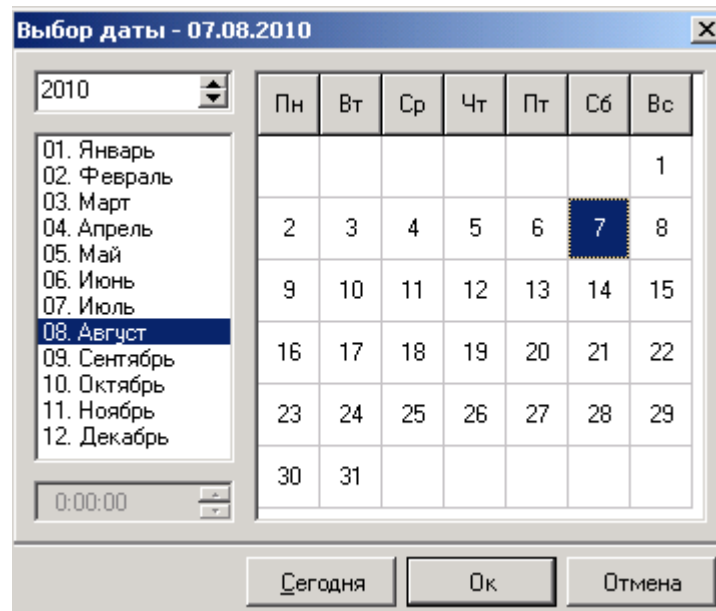 Выбор даты - 07.08.2010
2010
01. Январь
02. Февраль
03. Март
04. Апрель
05. Май
06. Июнь
07. Июль
08. Август
09. Сентябрь
10. Октябрь
11. Ноябрь
12. Декабрь
0:00:00
Пн Вт Ср Чт Пт Сб Вс
1
2 3 4 5 6 7 8
9 10 11 12 13 14 15
16 17 18 19 20 21 22
23 24 25 26 27 28 29
30 31
Сегодня Ок Отмена